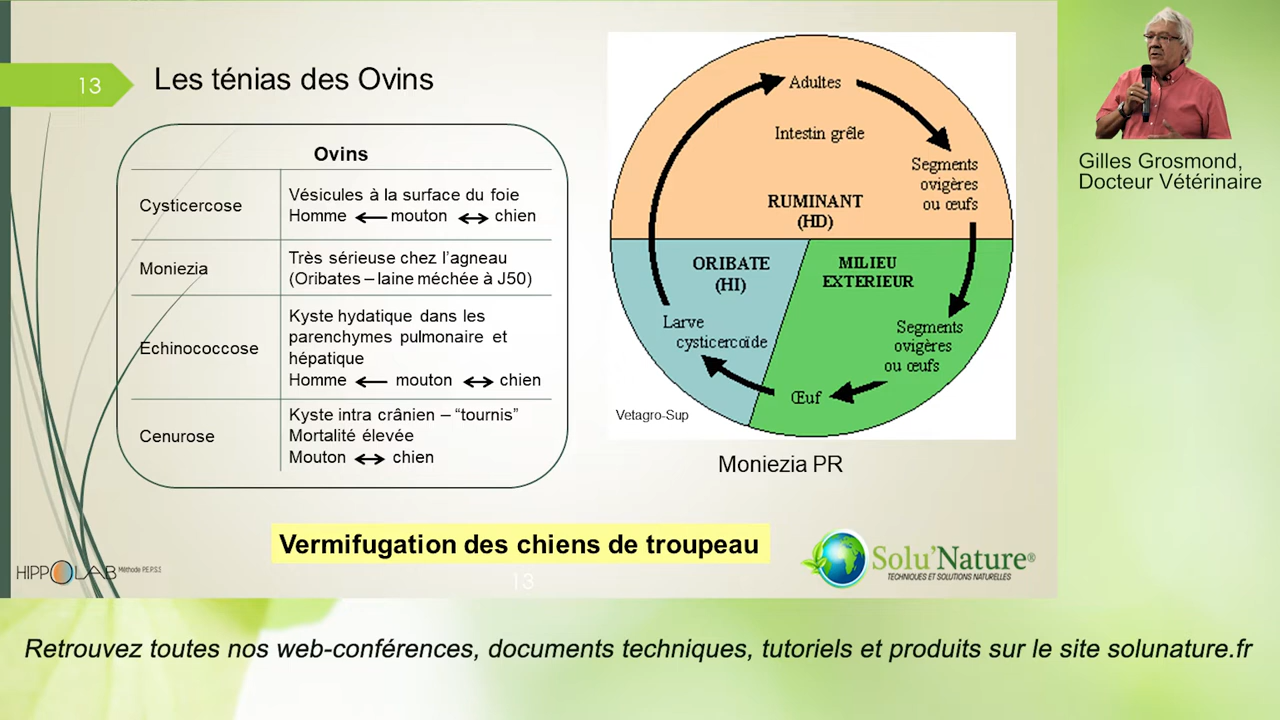 13
Les ténias des Ovins
Ovins
Cysticercose
Vésicules à la surface du foie
Homme ← mouton ↔ chien
Moniezia
Très sérieuse chez l’agneau
(Oribates – laine méchée à J50)
Echinococcose
Kyste hydatique dans les
parenchymes pulmonaire et
hépatique
Homme ← mouton ↔ chien
Cenurose
Kyste intra crânien – “tournis”
Mortalité élevée
Mouton ↔ chien
Adultes
Intestin grêle
Segments
ovigères
ou œufs
RUMINANT
(HD)
ORIBATE
(HI)
MILIEU
EXTERIEUR
Larve
cysticercoïde
Segments
ovigères
ou œufs
Œuf
Vetagro-Sup
Moniezia PR
Vermifugation des chiens de troupeau
13
HIPPOLAB Méthode P.E.P.S.S
Solu’Nature®
TECHNIQUES ET SOLUTIONS NATURELLES
Gilles Grosmond,
Docteur Vétérinaire
Retrouvez toutes nos web-conférences, documents techniques, tutoriels et produits sur le site solunature.fr